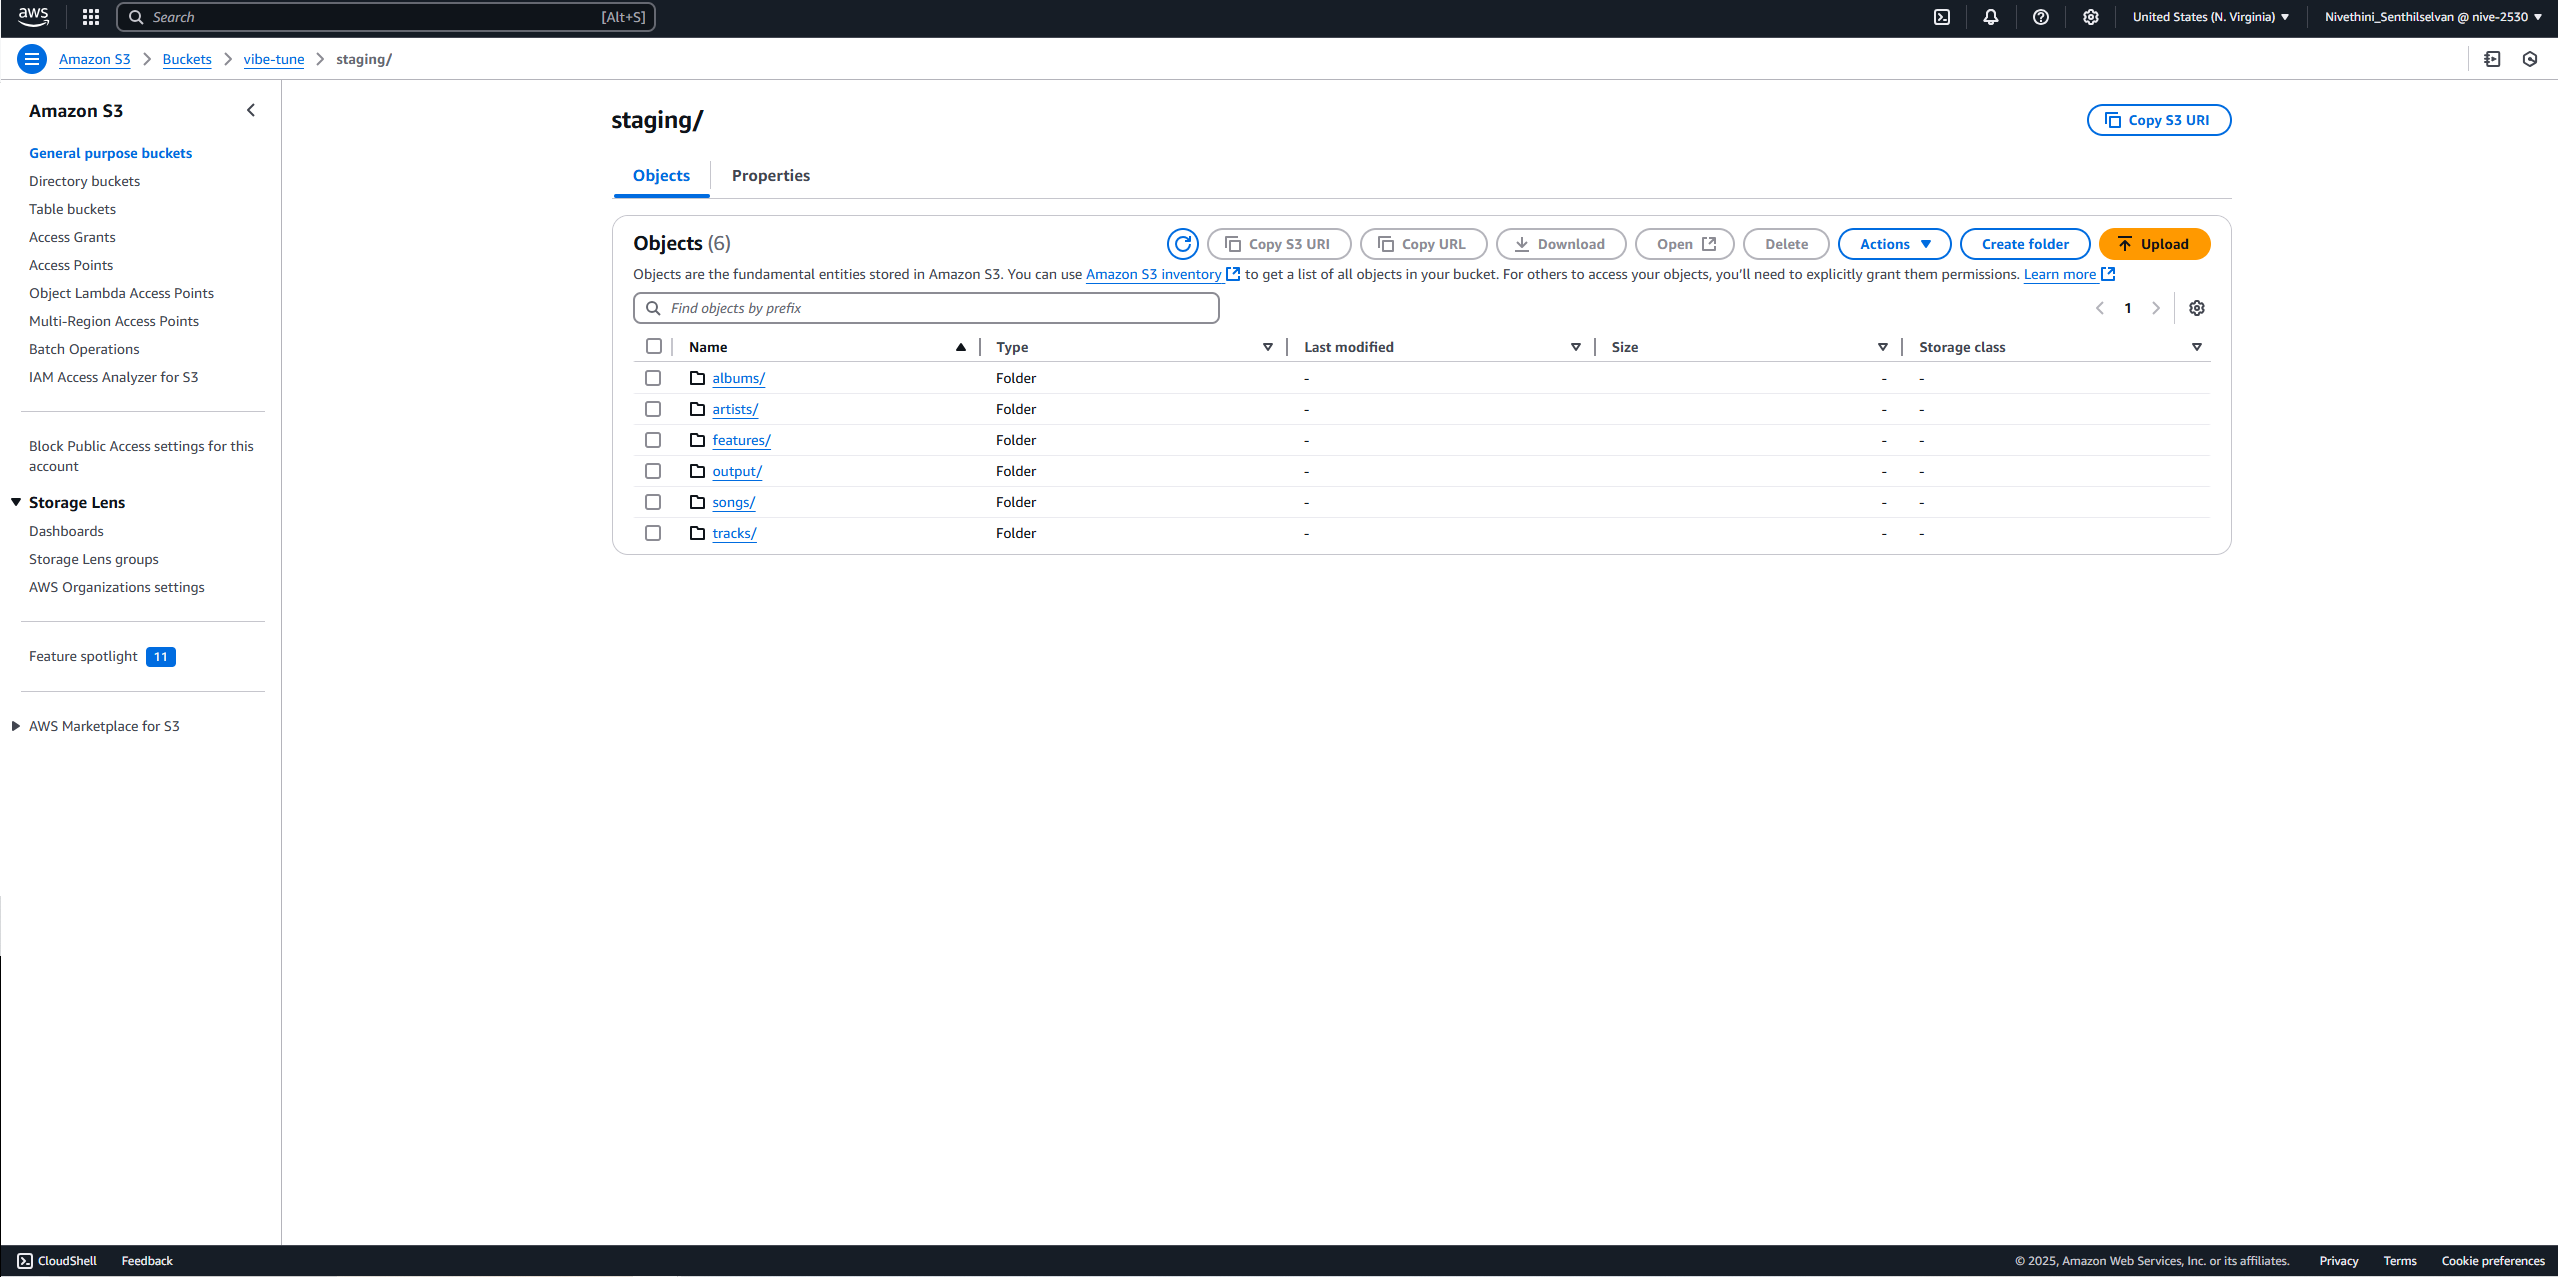 aws
Search [Alt+S]
United States (N. Virginia)
Nivethini_Senthilselvan @ nive-2530
Amazon S3 > Buckets > vibe-tune > staging/
Amazon S3
General purpose buckets
Directory buckets
Table buckets
Access Grants
Access Points
Object Lambda Access Points
Multi-Region Access Points
Batch Operations
IAM Access Analyzer for S3
Block Public Access settings for this
account
Storage Lens
Dashboards
Storage Lens groups
AWS Organizations settings
Feature spotlight 11
AWS Marketplace for S3
staging/
Copy S3 URI
Objects Properties
Objects (6)
Copy S3 URI Copy URL Download Open Delete Actions Create folder Upload
Objects are the fundamental entities stored in Amazon S3. You can use Amazon S3 inventory to get a list of all objects in your bucket. For others to access your objects, you'll need to explicitly grant them permissions. Learn more
Find objects by prefix
1
Name Type Last modified Size Storage class
albums/ Folder - - -
artists/ Folder - - -
features/ Folder - - -
output/ Folder - - -
songs/ Folder - - -
tracks/ Folder - - -
CloudShell Feedback
© 2025, Amazon Web Services, Inc. or its affiliates. Privacy Terms Cookie preferences